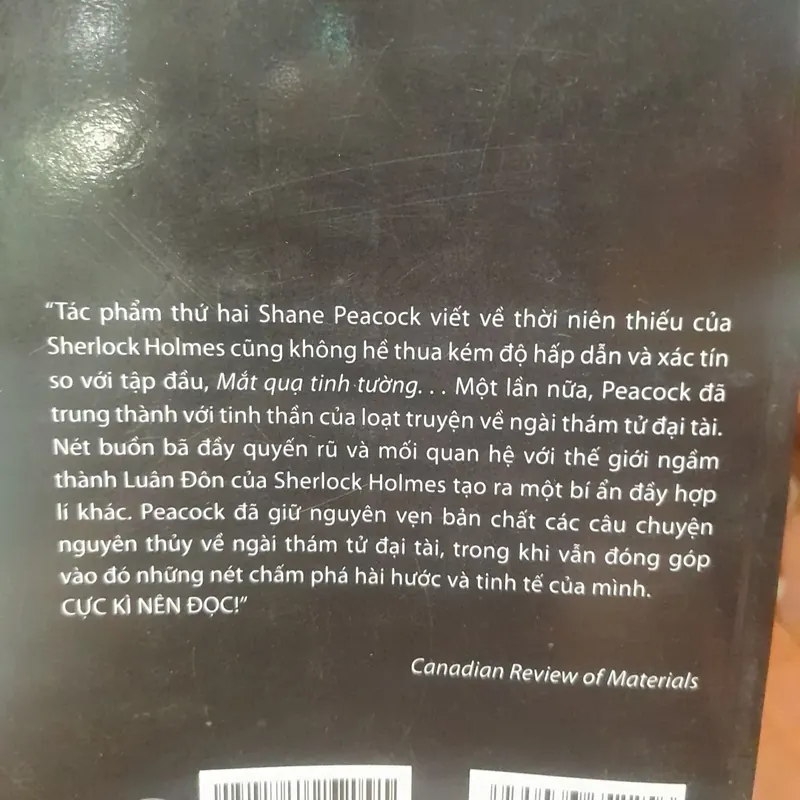 “Tác phẩm thứ hai Shane Peacock viết về thời niên thiếu của
Sherlock Holmes cũng không hề thua kém độ hấp dẫn và xác tín
so với tập đầu, Mắt quạ tinh tường. . . Một lần nữa, Peacock đã
trung thành với tinh thần của loạt truyện về ngài thám tử đại tài.
Nét buồn bã đầy quyến rũ và mối quan hệ với thế giới ngầm
thành Luân Đôn của Sherlock Holmes tạo ra một bí ẩn đầy hợp
lí khác. Peacock đã giữ nguyên vẹn bản chất các câu chuyện
nguyên thủy về ngài thám tử đại tài, trong khi vẫn đóng góp
vào đó những nét chấm phá hài hước và tinh tế của mình.
CỰC KÌ NÊN ĐỌC!”
Canadian Review of Materials